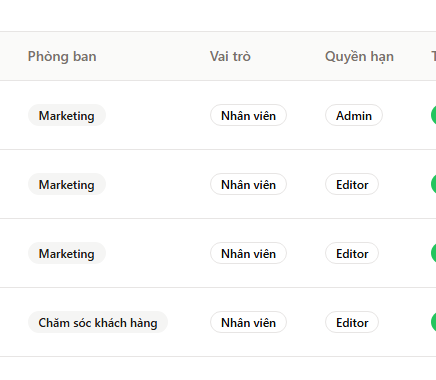 Phòng ban Vai trò Quyền hạn
Marketing Nhân viên Admin
Marketing Nhân viên Editor
Marketing Nhân viên Editor
Chăm sóc khách hàng Nhân viên Editor